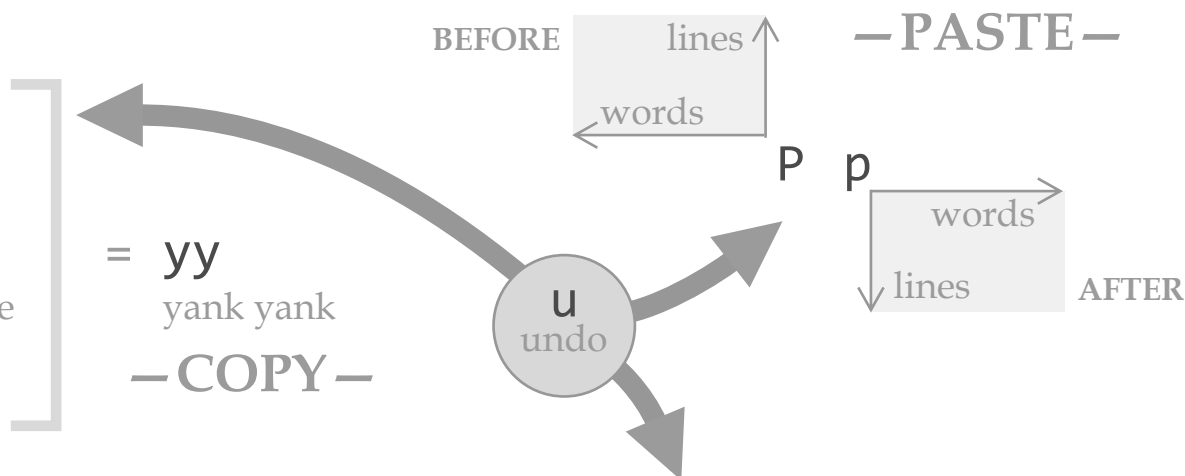 BEFORE
lines
words
—PASTE—
P p
words
lines
AFTER
= yy
yank yank
—COPY—
u
undo
e